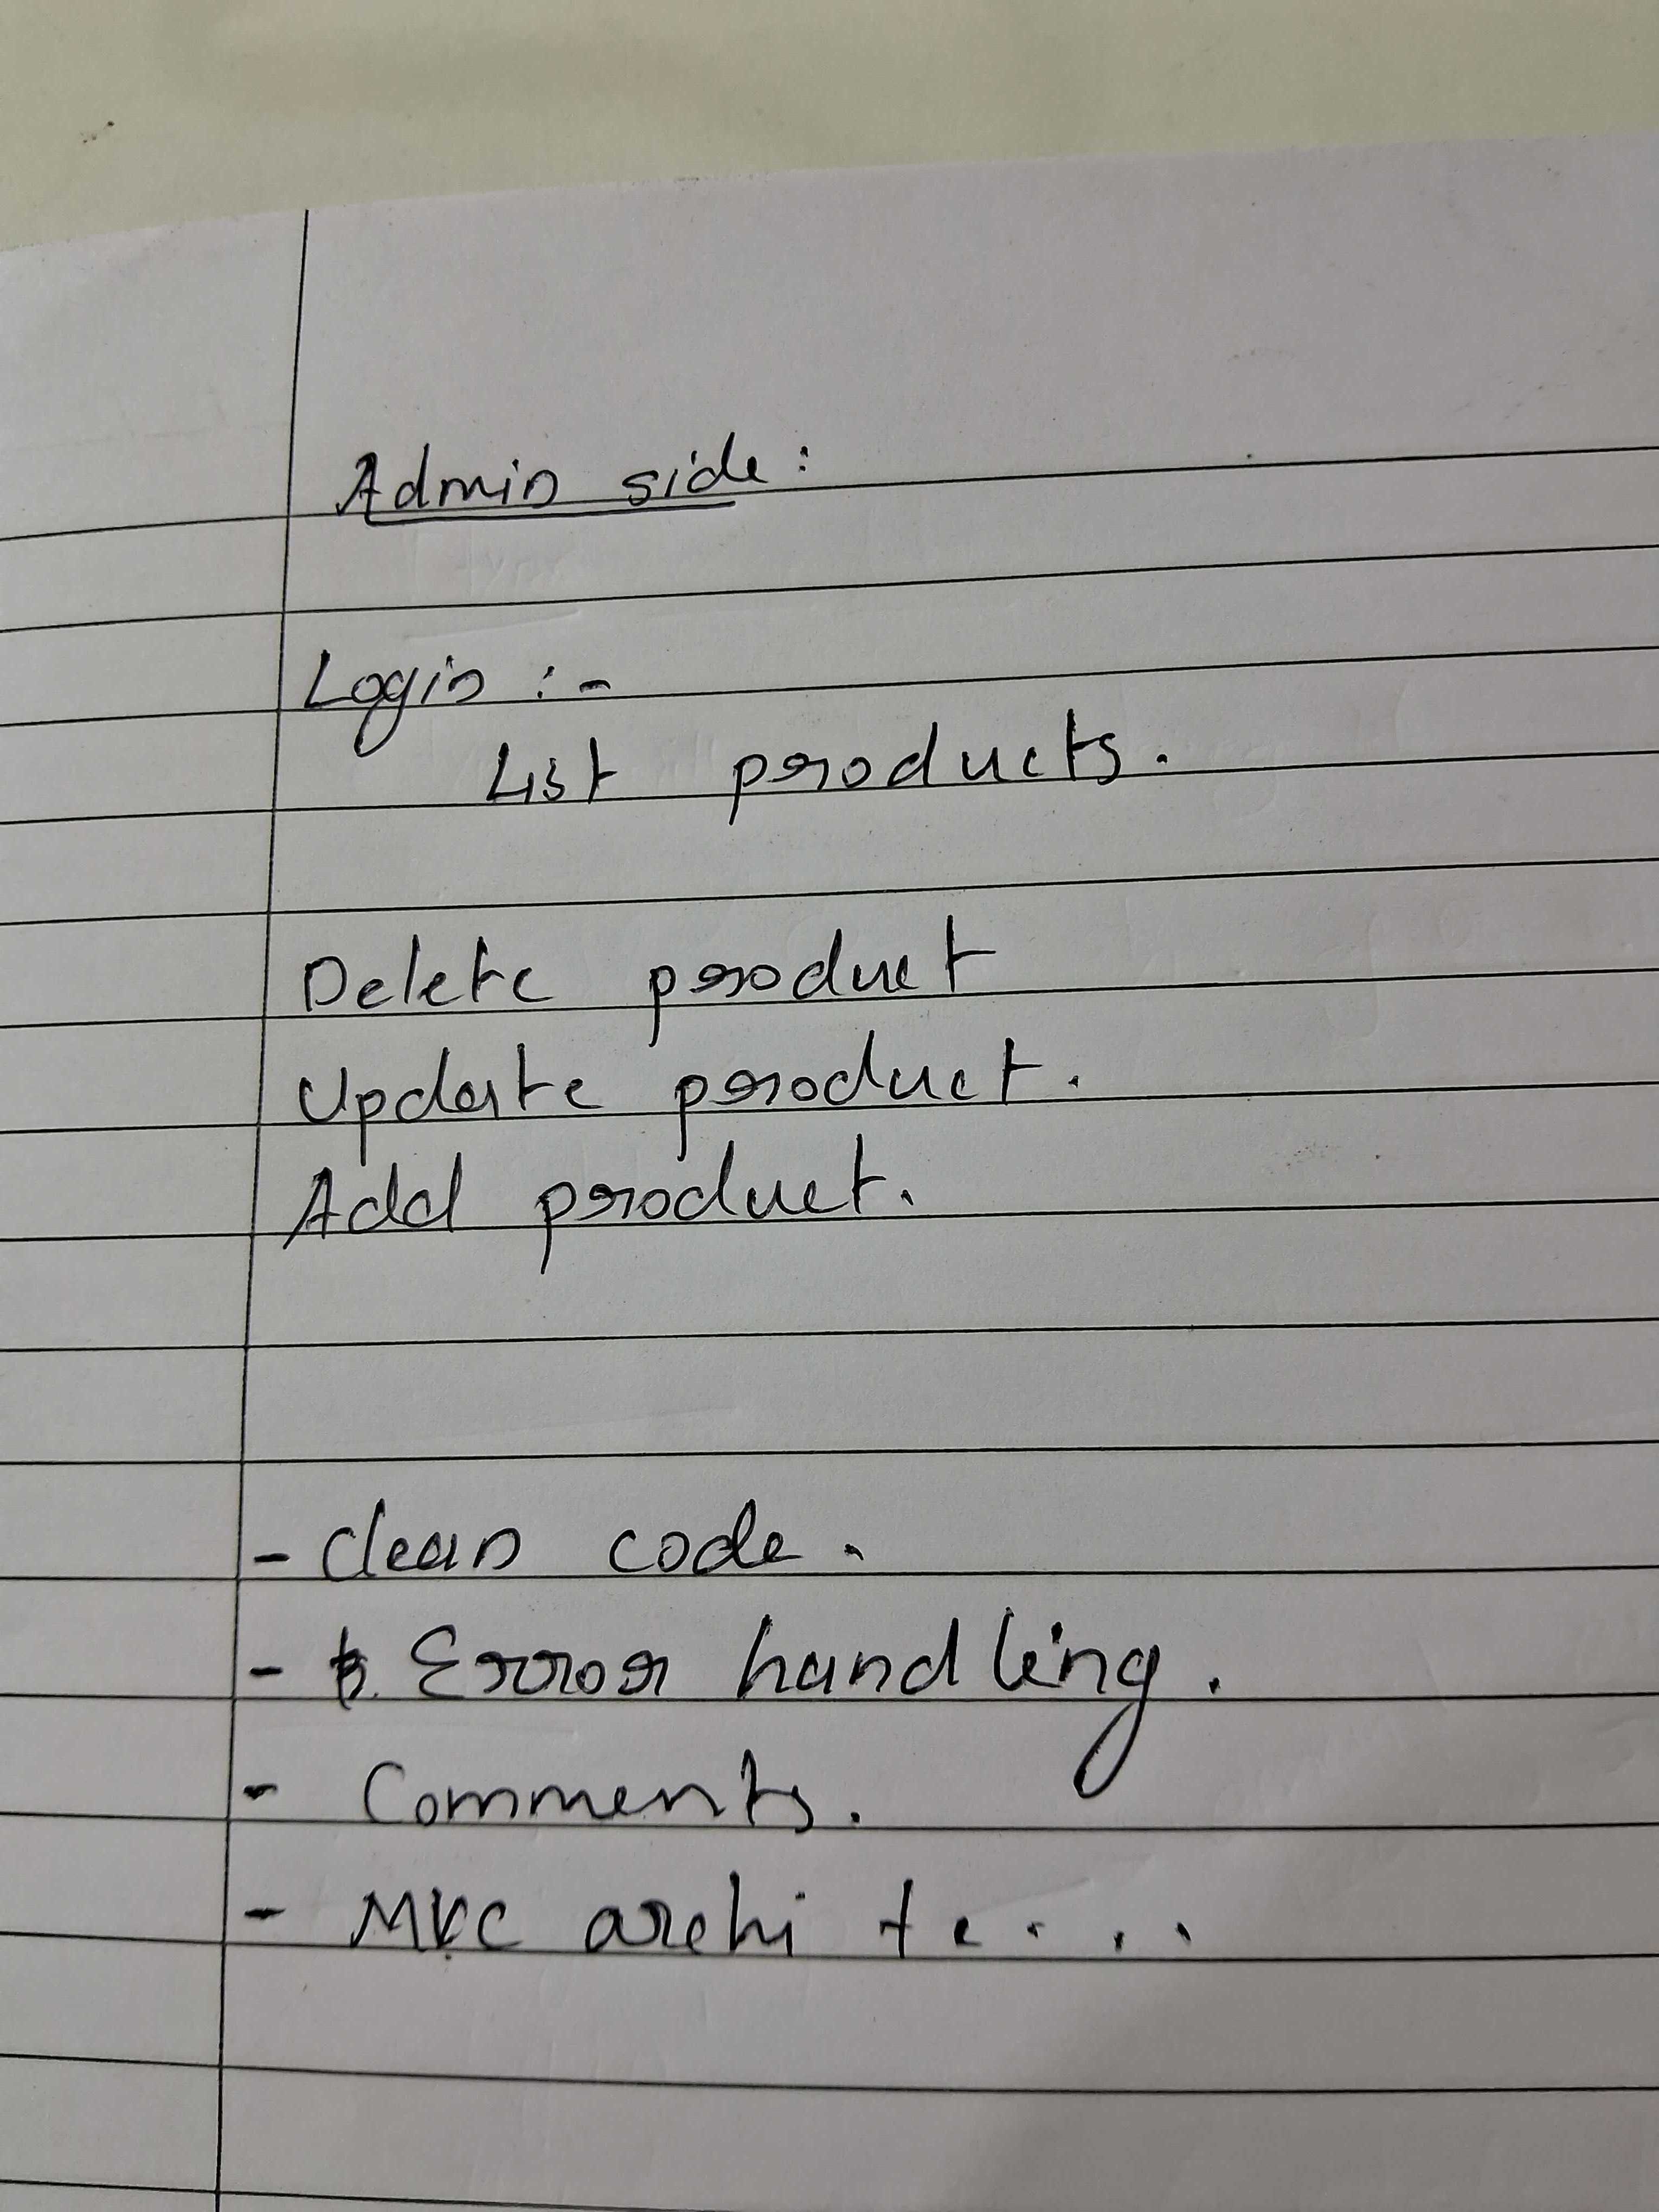 Admin side:
Login :-
List products.
Delete product
Update product.
Add product.
- Clean code.
- Error handling.
- Comments.
- MVC archi te. . .